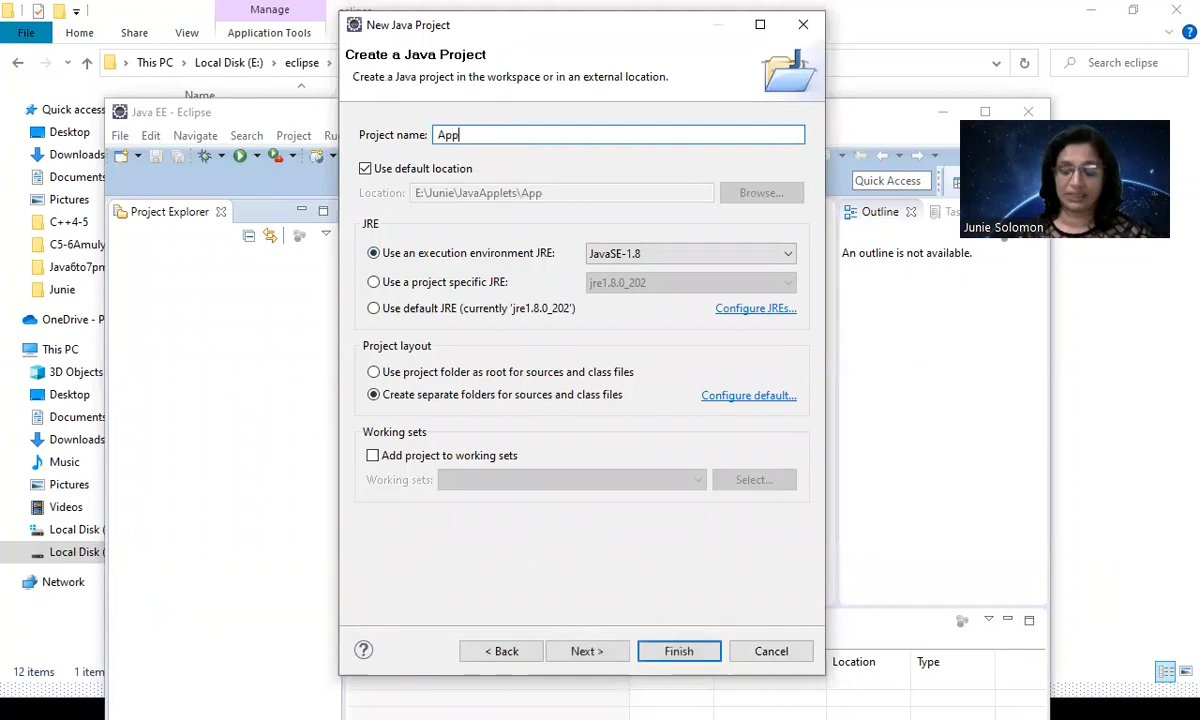 Manage
File
Home
Share
View
Application Tools
This PC
Local Disk (E:)
eclipse
Search eclipse
Name
Quick access
Desktop
Downloads
Documents
Pictures
C++4-5
C5-6Amuly
Java6to7pm
Junie
OneDrive - P
This PC
3D Objects
Desktop
Documents
Downloads
Music
Pictures
Videos
Local Disk (
Local Disk (
Network
12 items
1 item
Java EE - Eclipse
File Edit Navigate Search Project Ru
Quick Access
Project Explorer
Outline
Tas
An outline is not available.
Location
Type
New Java Project
Create a Java Project
Create a Java project in the workspace or in an external location.
Project name: App
Use default location
Location: E:\Junie\JavaApplets\App
Browse...
JRE
Use an execution environment JRE: JavaSE-1.8
Use a project specific JRE: jre1.8.0_202
Use default JRE (currently 'jre1.8.0_202')
Configure JREs...
Project layout
Use project folder as root for sources and class files
Create separate folders for sources and class files
Configure default...
Working sets
Add project to working sets
Working sets:
Select...
< Back
Next >
Finish
Cancel
Junie Solomon